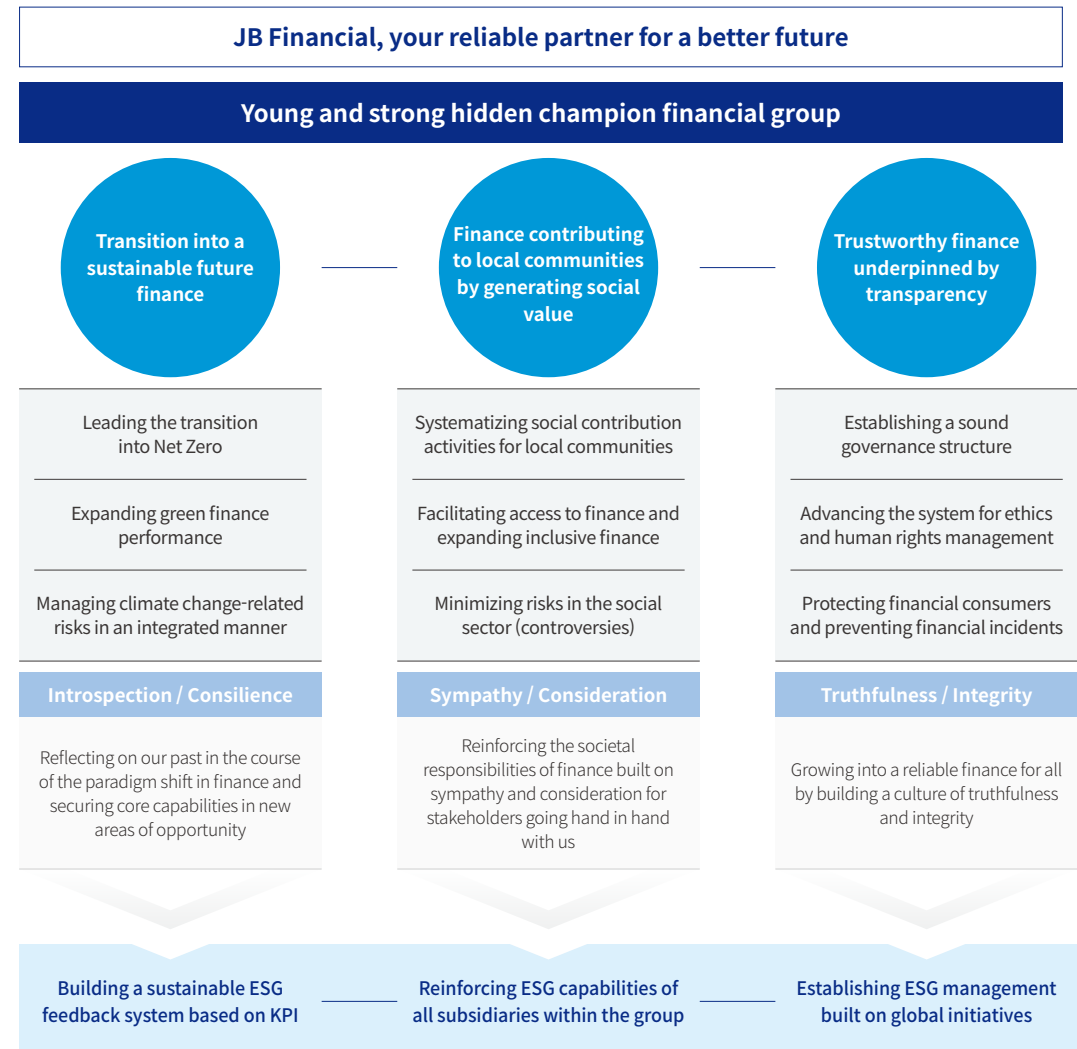 JB Financial, your reliable partner for a better future
Young and strong hidden champion financial group
Transition into a
sustainable future
finance
Finance contributing
to local communities
by generating social
value
Trustworthy finance
underpinned by
transparency
Leading the transition
into Net Zero
Expanding green finance
performance
Managing climate change-related
risks in an integrated manner
Systematizing social contribution
activities for local communities
Facilitating access to finance and
expanding inclusive finance
Minimizing risks in the social
sector (controversies)
Establishing a sound
governance structure
Advancing the system for ethics
and human rights management
Protecting financial consumers
and preventing financial incidents
Introspection / Consilience
Reflecting on our past in the course
of the paradigm shift in finance and
securing core capabilities in new
areas of opportunity
Sympathy / Consideration
Reinforcing the societal
responsibilities of finance built on
sympathy and consideration for
stakeholders going hand in hand
with us
Truthfulness / Integrity
Growing into a reliable finance for all
by building a culture of truthfulness
and integrity
Building a sustainable ESG
feedback system based on KPI
Reinforcing ESG capabilities of
all subsidiaries within the group
Establishing ESG management
built on global initiatives